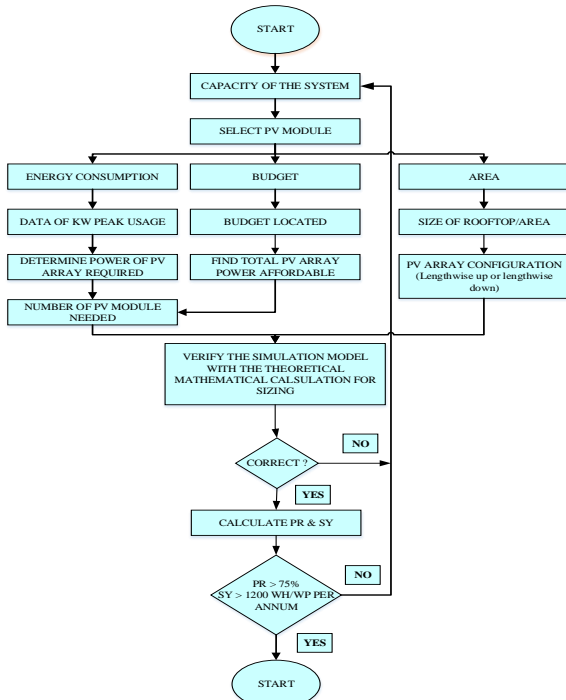 START
CAPACITY OF THE SYSTEM
SELECT PV MODULE
ENERGY CONSUMPTION
BUDGET
AREA
DATA OF KW PEAK USAGE
BUDGET LOCATED
SIZE OF ROOFTOP/AREA
DETERMINE POWER OF PV
ARRAY REQUIRED
FIND TOTAL PV ARRAY
POWER AFFORDABLE
PV ARRAY CONFIGURATION
(Lengthwise up or lengthwise
down)
NUMBER OF PV MODULE
NEEDED
VERIFY THE SIMULATION MODEL
WITH THE THEORETICAL
MATHEMATICAL CALSULATION FOR
SIZING
CORRECT ?
NO
YES
CALCULATE PR & SY
PR > 75%
SY > 1200 WH/WP PER
ANNUM
NO
YES
START